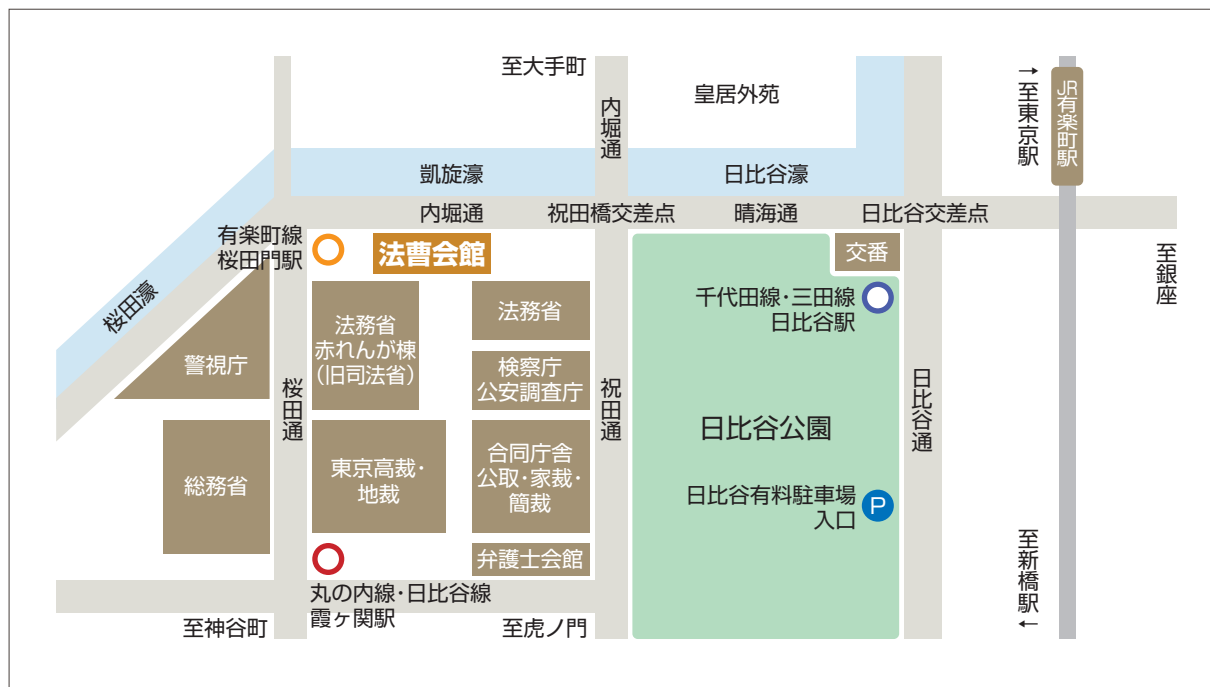 至大手町
皇居外苑
内堀通
→至東京駅
JR有楽町駅
凱旋濠
日比谷濠
内堀通
祝田橋交差点
晴海通
日比谷交差点
有楽町線
桜田門駅
法曹会館
交番
至銀座
桜田濠
千代田線・三田線
日比谷駅
法務省
赤れんが棟
(旧司法省)
法務省
警視庁
検察庁
公安調査庁
桜田通
祝田通
日比谷通
日比谷公園
総務省
東京高裁・
地裁
合同庁舎
公取・家裁・
簡裁
日比谷有料駐車場
入口
P
弁護士会館
至新橋駅←
丸の内線・日比谷線
霞ヶ関駅
至神谷町
至虎ノ門